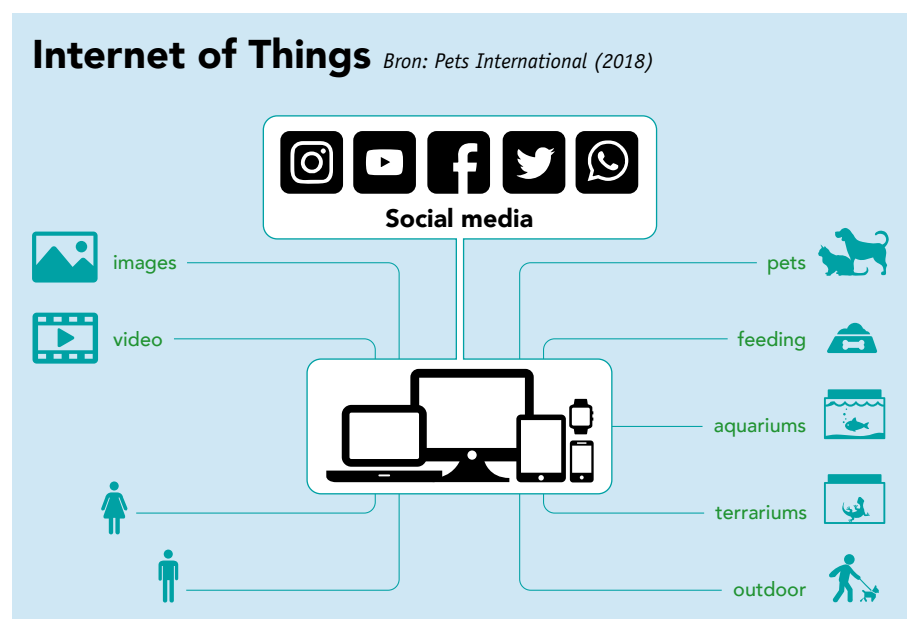 Internet of Things Bron: Pets International (2018)
Social media
images
video
pets
feeding
aquariums
terrariums
outdoor